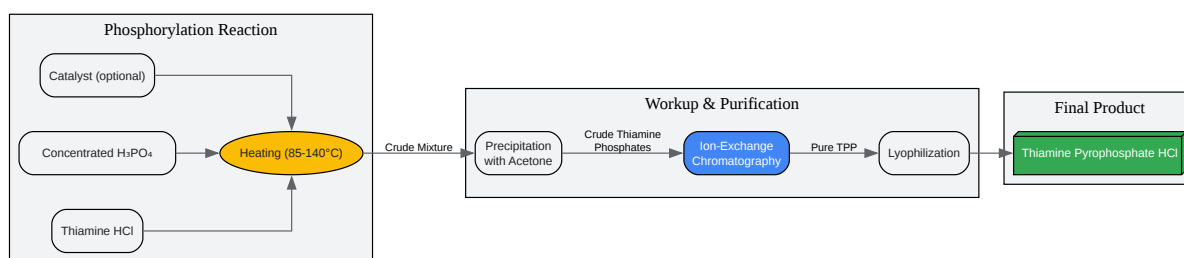 Phosphorylation Reaction
Catalyst (optional)
Concentrated H₃PO₄
Heating (85-140°C)
Thiamine HCl
Crude Mixture
Workup & Purification
Precipitation
with Acetone
Crude Thiamine
Phosphates
Ion-Exchange
Chromatography
Pure TPP
Lyophilization
Final Product
Thiamine Pyrophosphate HCl